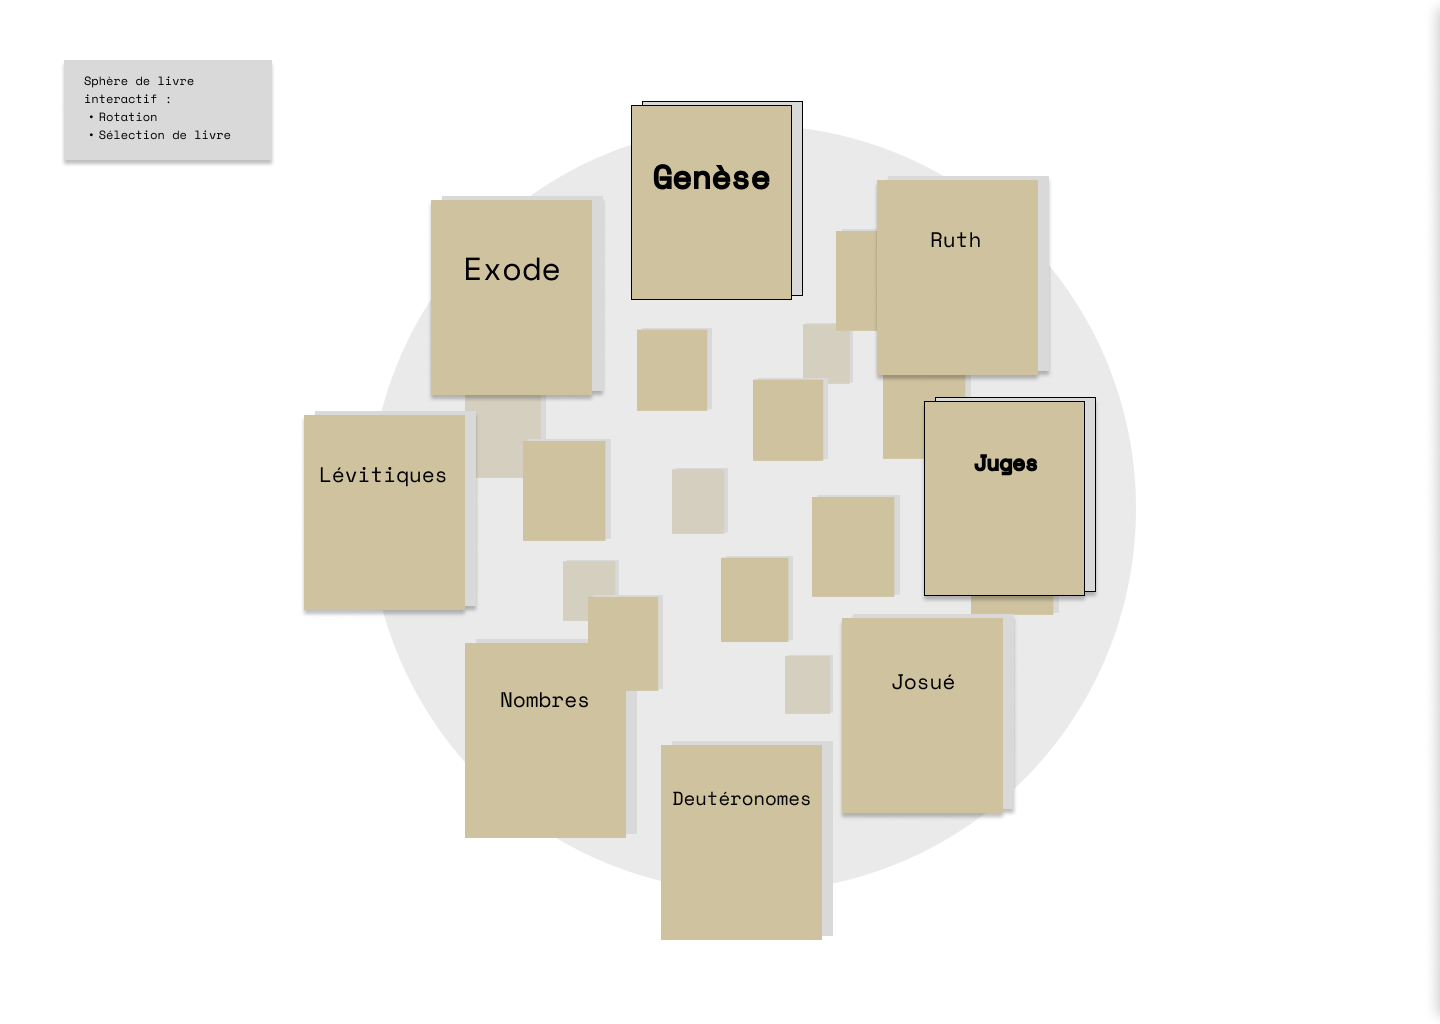 Sphère de livre
interactif :
• Rotation
• Sélection de livre
Genèse
Ruth
Exode
Juges
Lévitiques
Josué
Nombres
Deutéronomes